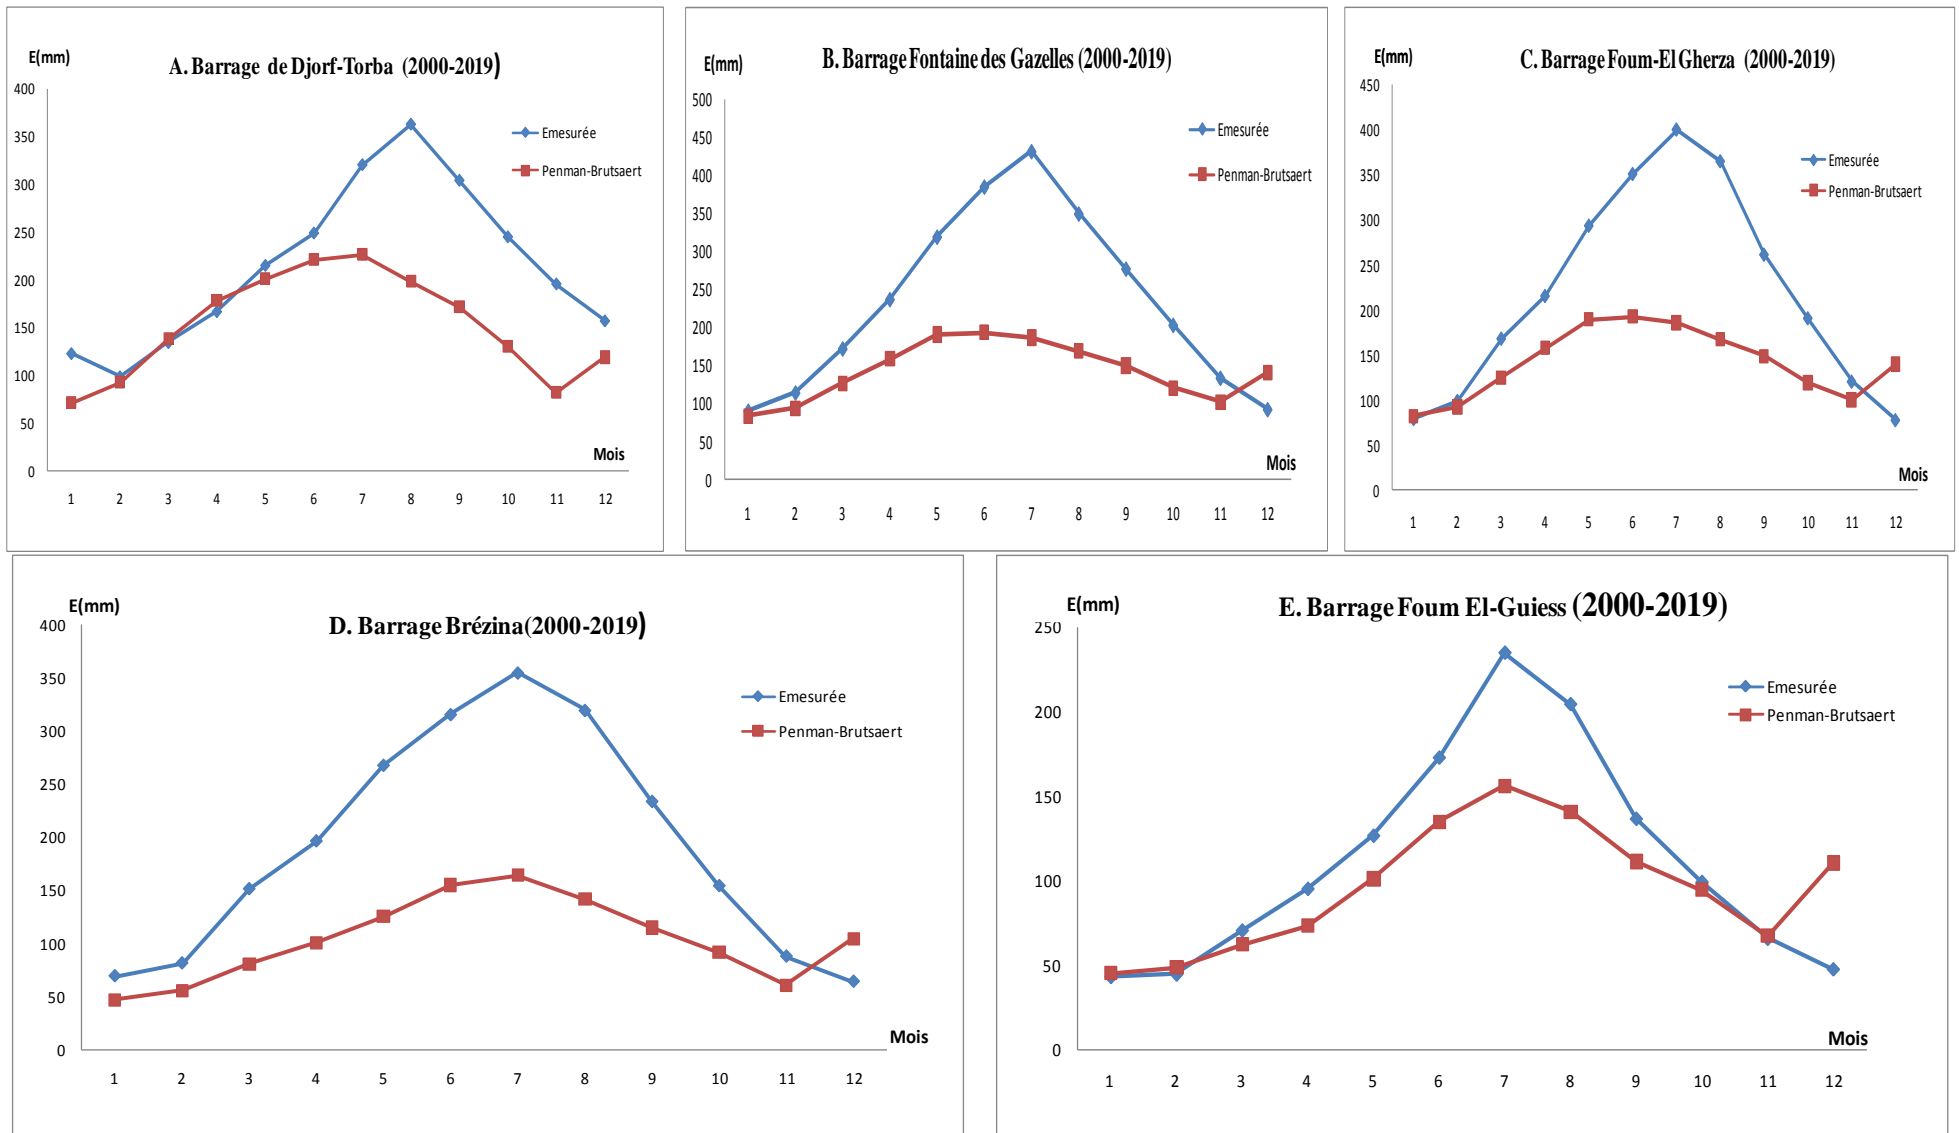 A. Barrage de Djorf-Torba (2000-2019)
E(mm)
400
350
300
250
200
150
100
50
0
Emesurée
Penman-Brutsaert
Mois
1 2 3 4 5 6 7 8 9 10 11 12
B. Barrage Fontaine des Gazelles (2000-2019)
E(mm)
500
450
400
350
300
250
200
150
100
50
0
Emesurée
Penman-Brutsaert
Mois
1 2 3 4 5 6 7 8 9 10 11 12
C. Barrage Foum-El Gherza (2000-2019)
E(mm)
450
400
350
300
250
200
150
100
50
0
Emesurée
Penman-Brutsaert
Mois
1 2 3 4 5 6 7 8 9 10 11 12
D. Barrage Brézina(2000-2019)
E(mm)
400
350
300
250
200
150
100
50
0
Emesurée
Penman-Brutsaert
Mois
1 2 3 4 5 6 7 8 9 10 11 12
E. Barrage Foum El-Guiess (2000-2019)
E(mm)
250
200
150
100
50
0
Emesurée
Penman-Brutsaert
Mois
1 2 3 4 5 6 7 8 9 10 11 12